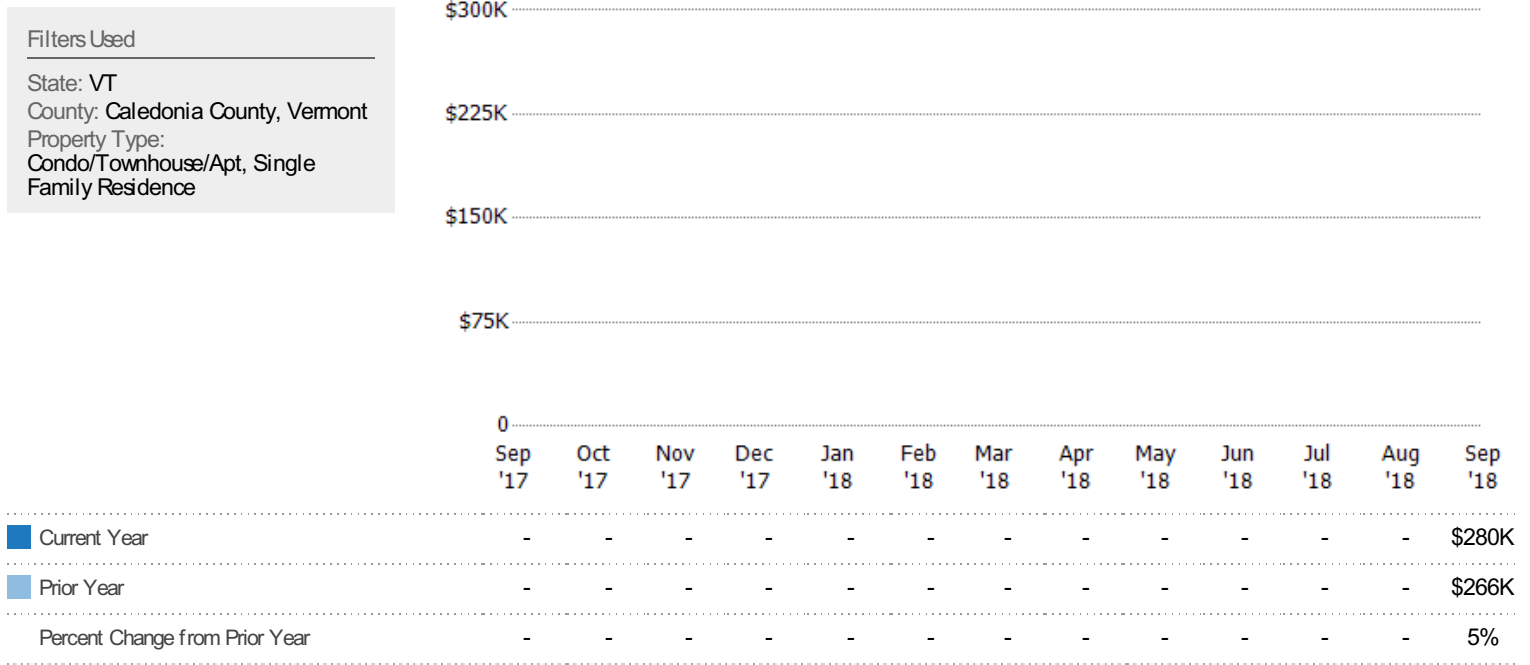 Filters Used
State: VT
County: Caledonia County, Vermont
Property Type:
Condo/Townhouse/Apt, Single
Family Residence
$300K
$225K
$150K
$75K
0
Sep Oct Nov Dec Jan Feb Mar Apr May Jun Jul Aug Sep
'17 '17 '17 '17 '18 '18 '18 '18 '18 '18 '18 '18 '18
Current Year - - - - - - - - - - - - $280K
Prior Year - - - - - - - - - - - - $266K
Percent Change from Prior Year - - - - - - - - - - - - 5%